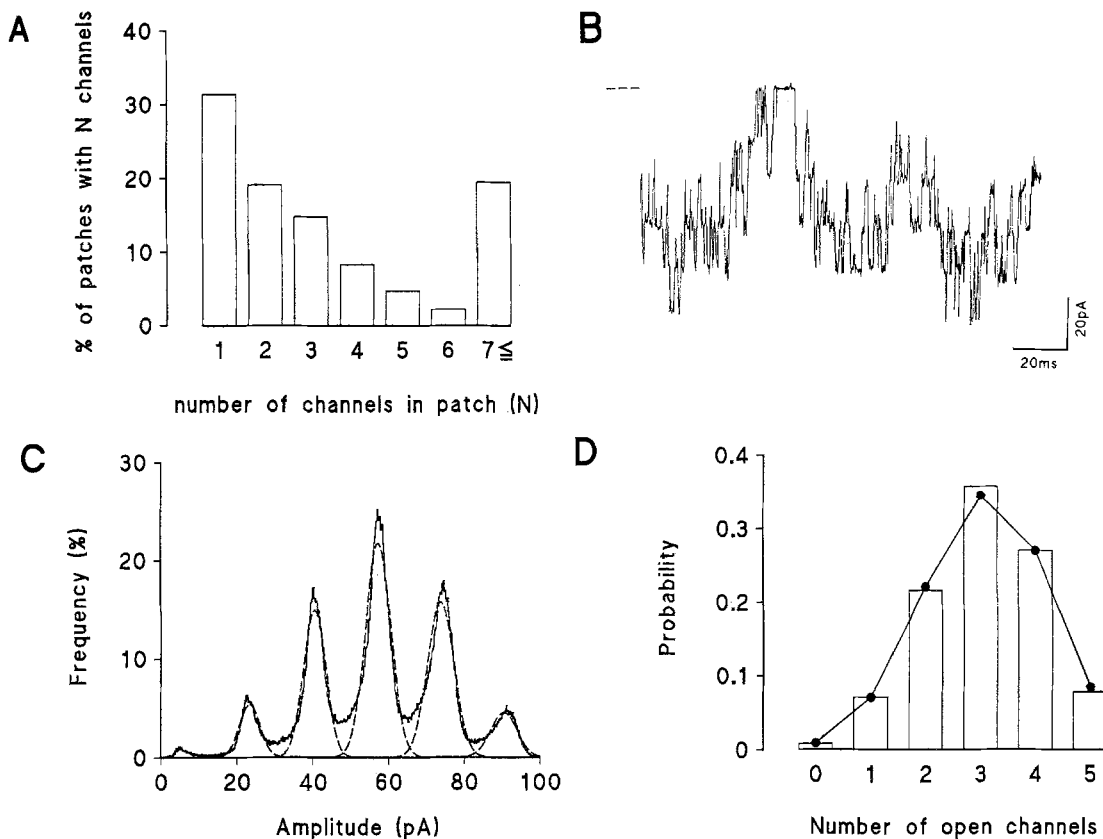 A
% of patches with N channels
40
30
20
10
0
1 2 3 4 5 6 7≦
number of channels in patch (N)
B
20pA
20ms
C
Frequency (%)
30
20
10
0
0 20 40 60 80 100
Amplitude (pA)
D
Probability
0.4
0.3
0.2
0.1
0
0 1 2 3 4 5
Number of open channels